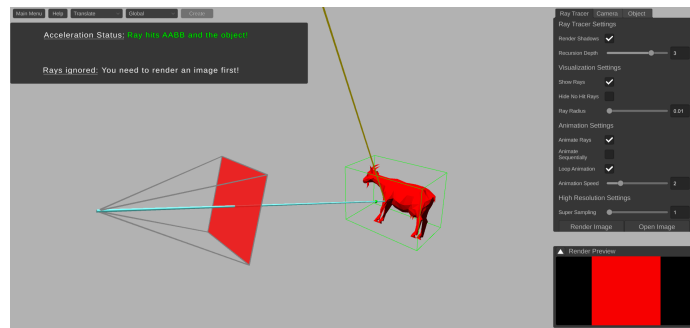 Main Menu Help Translate Global Create
Acceleration Status: Ray hits AABB and the object!
Rays ignored: You need to render an image first!
Ray Tracer Camera Object
Ray Tracer Settings
Render Shadows
Recursion Depth 3
Visualization Settings
Show Rays
Hide No Hit Rays
Ray Radius 0.01
Animation Settings
Animate Rays
Animate
Sequentially
Loop Animation
Animation Speed 2
High Resolution Settings
Super Sampling 1
Render Image Open Image
Render Preview